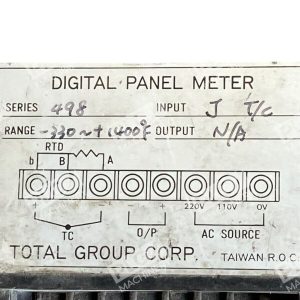 DIGITAL PANEL METER
SERIES 498 INPUT J T/C
RANGE -330~+1400°F OUTPUT N/A
RTD
b B A
+ - - + 220V 110V 0V
TC O/P AC SOURCE
TOTAL GROUP CORP. TAIWAN R.O.C